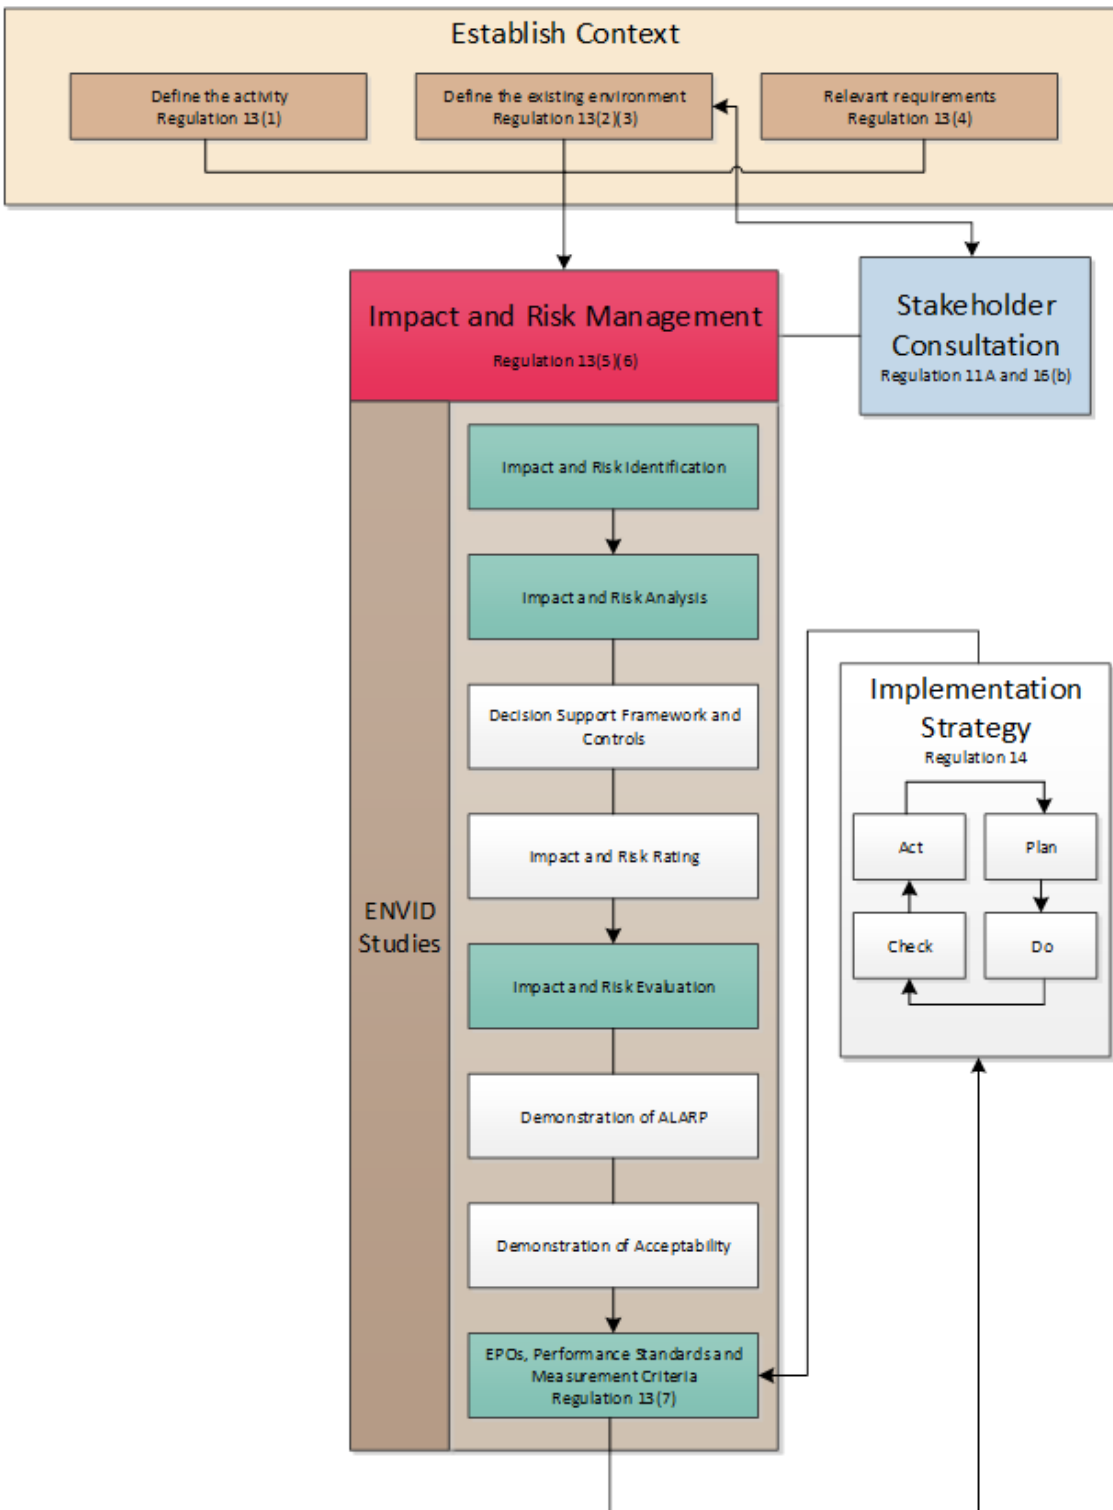 Establish Context
Define the activity
Regulation 13(1)
Define the existing environment
Regulation 13(2)(3)
Relevant requirements
Regulation 13(4)
Impact and Risk Management
Regulation 13(5)(6)
Stakeholder
Consultation
Regulation 11A and 16(b)
ENVID
Studies
Impact and Risk Identification
Impact and Risk Analysis
Decision Support Framework and
Controls
Impact and Risk Rating
Impact and Risk Evaluation
Demonstration of ALARP
Demonstration of Acceptability
EPOs, Performance Standards and
Measurement Criteria
Regulation 13(7)
Implementation
Strategy
Regulation 14
Act
Plan
Check
Do